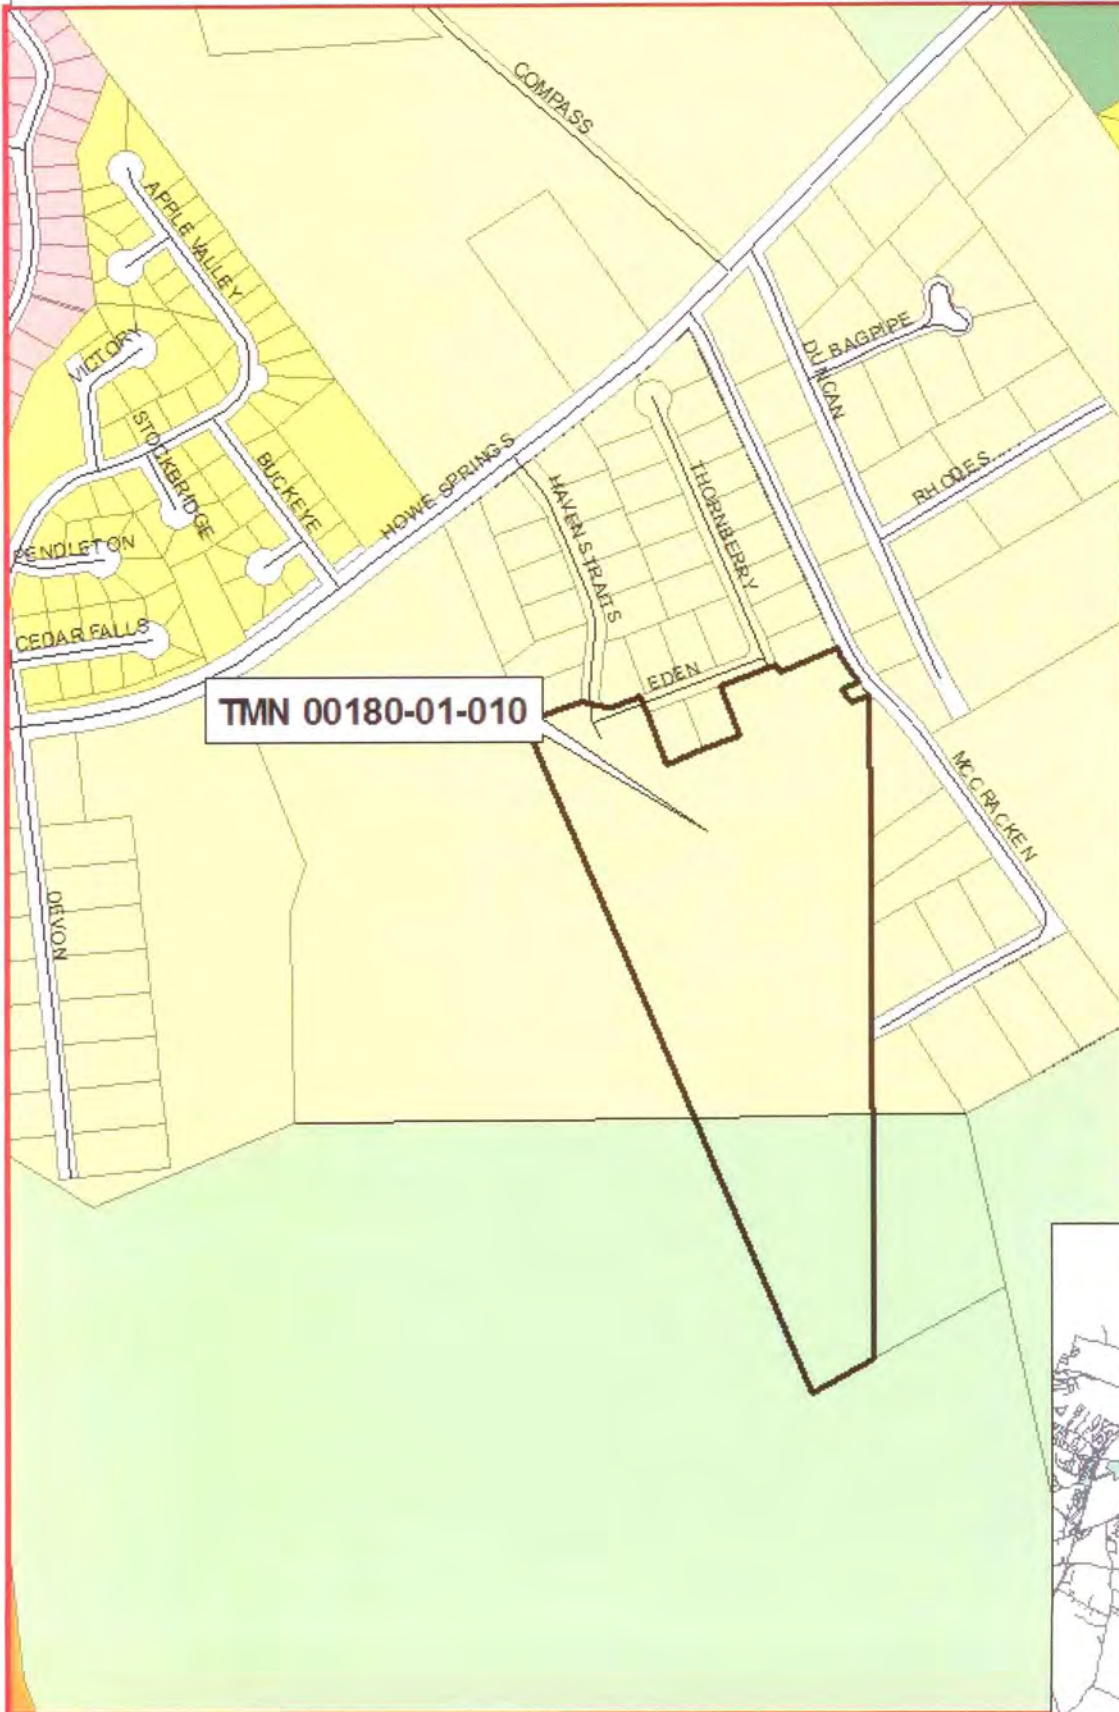 COMPASS
APPLE VALLEY
VICTORY
STOCKBRIDGE
BUCKEYE
HOWE SPRINGS
PENDLETON
CEDAR FALLS
HAVEN STRAITS
THORNBERRY
DUNCAN
BAGPIPE
RHODES
EDEN
TMN 00180-01-010
MCCRACKEN
DEVON